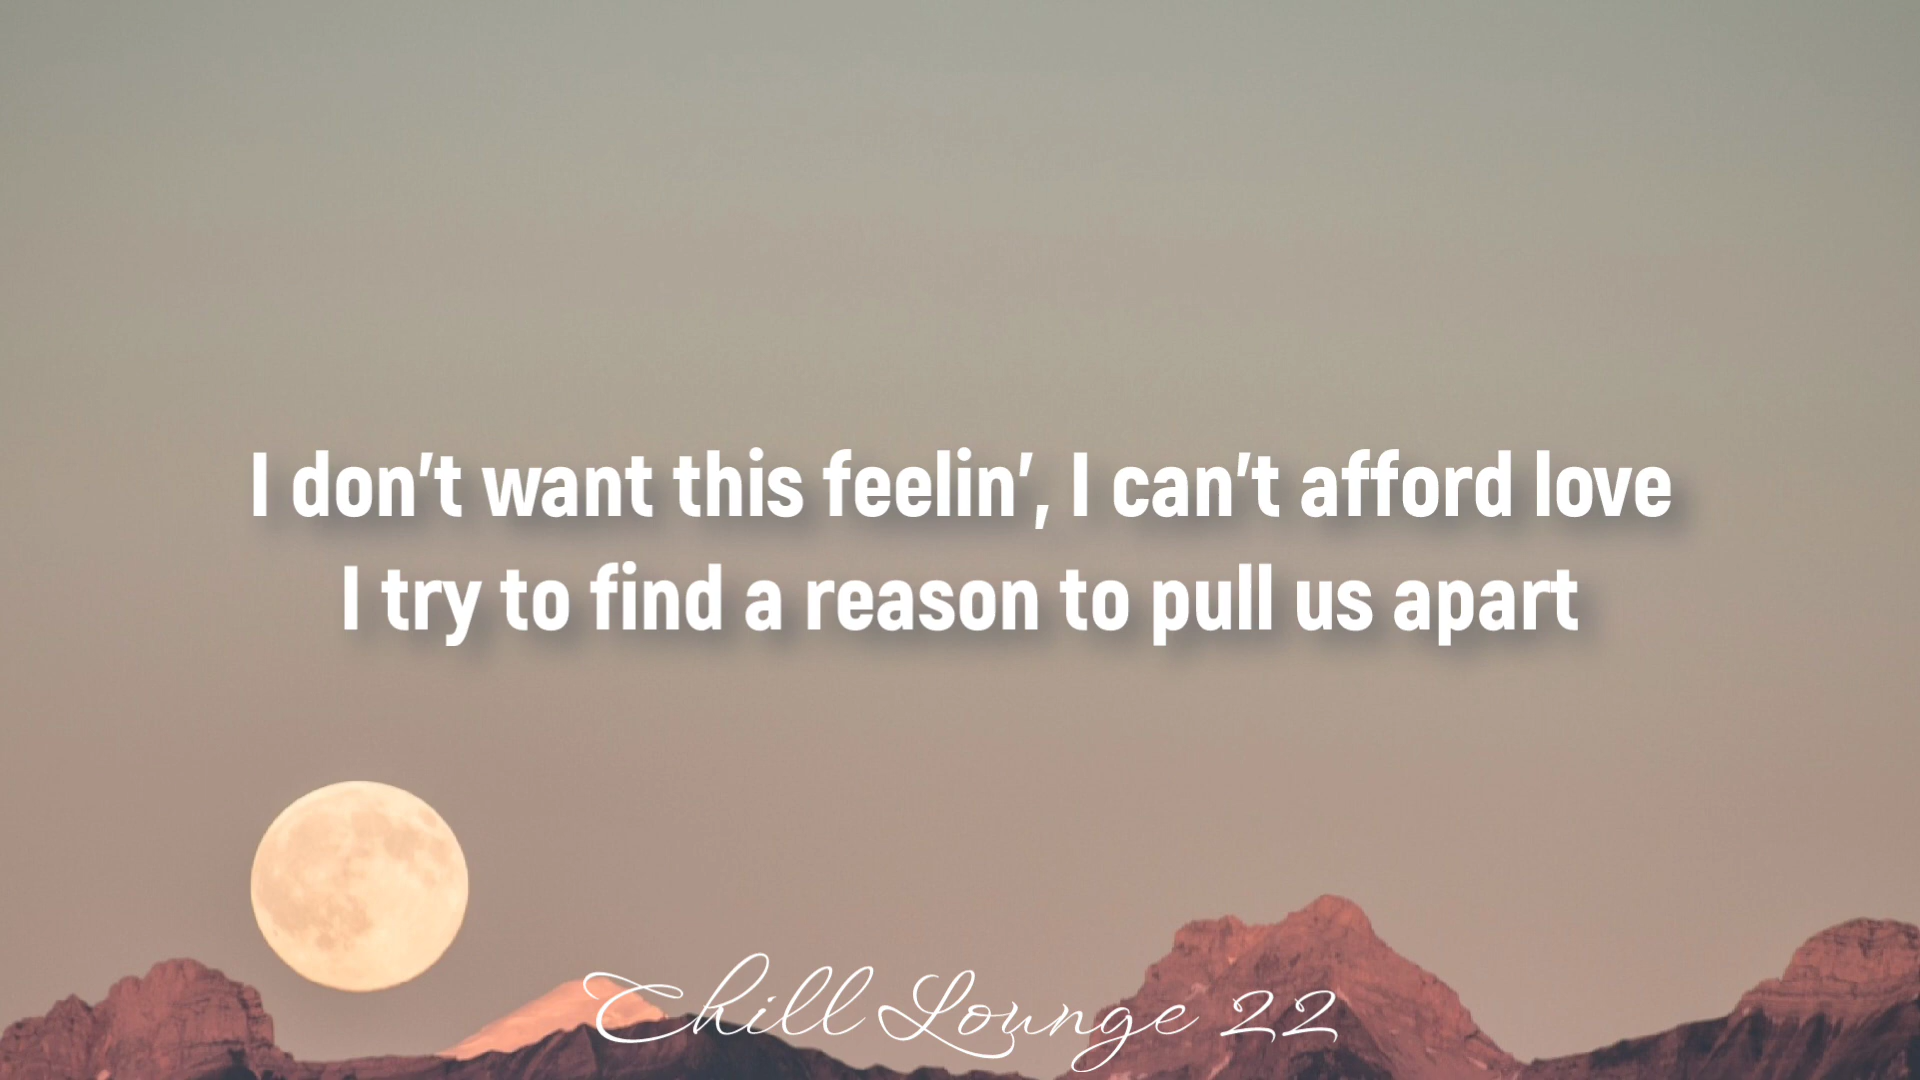 I don’t want this feelin’, I can’t afford love
I try to find a reason to pull us apart
Chill Lounge 22